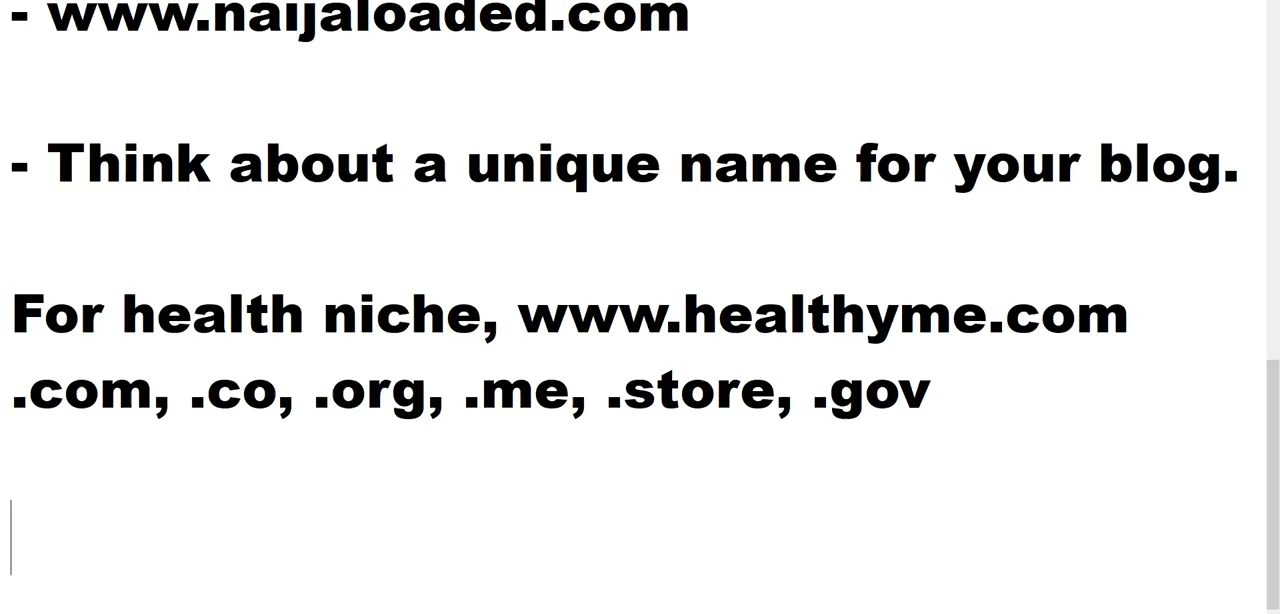 - www.naijaloaded.com
- Think about a unique name for your blog.
For health niche, www.healthyme.com
.com, .co, .org, .me, .store, .gov